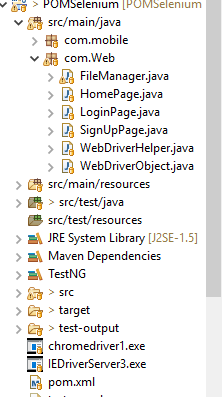 > POMSelenium
src/main/java
> com.mobile
com.Web
> FileManager.java
> HomePage.java
> LoginPage.java
> SignUpPage.java
> WebDriverHelper.java
> WebDriverObject.java
> src/main/resources
> > src/test/java
src/test/resources
> JRE System Library [J2SE-1.5]
> Maven Dependencies
> TestNG
> > src
> > target
> > test-output
chromedriver1.exe
IEDriverServer3.exe
pom.xml